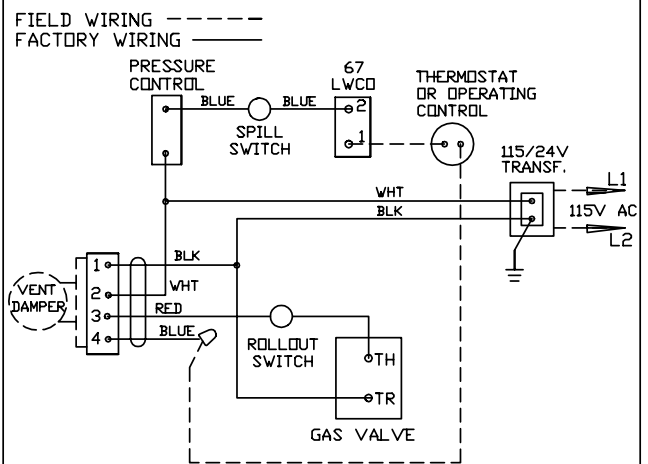 FIELD WIRING
FACTORY WIRING
PRESSURE
CONTROL
BLUE
BLUE
SPILL
SWITCH
67
LWCO
2
1
THERMOSTAT
OR OPERATING
CONTROL
115/24V
TRANSF.
L1
115V AC
L2
WHT
BLK
VENT
DAMPER
1
2
3
4
BLK
WHT
RED
BLUE
ROLLOUT
SWITCH
TH
TR
GAS VALVE